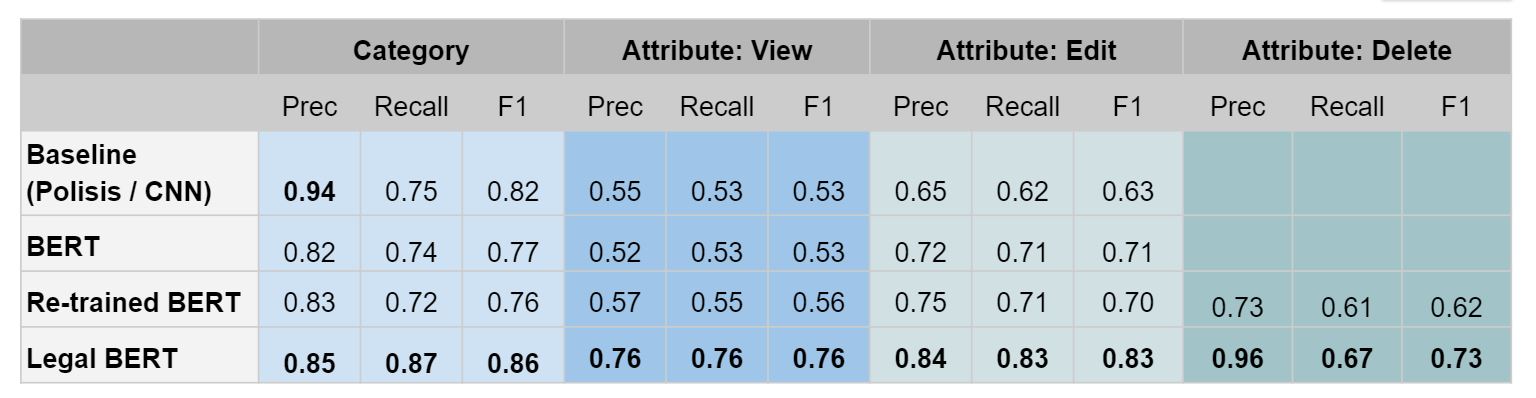 Category Attribute: View Attribute: Edit Attribute: Delete
Prec Recall F1 Prec Recall F1 Prec Recall F1 Prec Recall F1
Baseline
(Polisis / CNN) 0.94 0.75 0.82 0.55 0.53 0.53 0.65 0.62 0.63
BERT 0.82 0.74 0.77 0.52 0.53 0.53 0.72 0.71 0.71
Re-trained BERT 0.83 0.72 0.76 0.57 0.55 0.56 0.75 0.71 0.70 0.73 0.61 0.62
Legal BERT 0.85 0.87 0.86 0.76 0.76 0.76 0.84 0.83 0.83 0.96 0.67 0.73